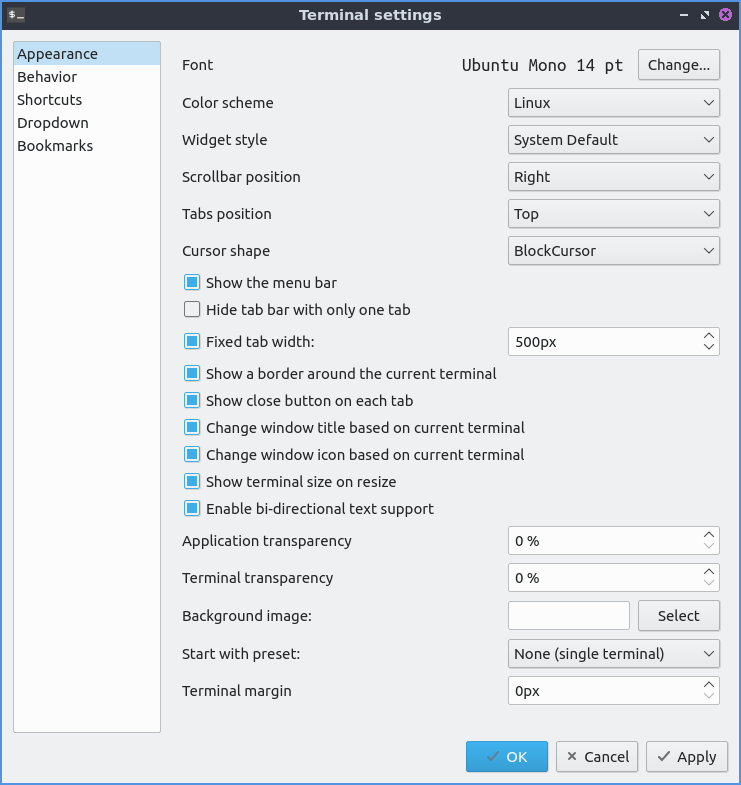 $_ Terminal settings
Appearance
Behavior
Shortcuts
Dropdown
Bookmarks
Font Ubuntu Mono 14 pt Change...
Color scheme Linux
Widget style System Default
Scrollbar position Right
Tabs position Top
Cursor shape BlockCursor
Show the menu bar
Hide tab bar with only one tab
Fixed tab width: 500px
Show a border around the current terminal
Show close button on each tab
Change window title based on current terminal
Change window icon based on current terminal
Show terminal size on resize
Enable bi-directional text support
Application transparency 0 %
Terminal transparency 0 %
Background image: Select
Start with preset: None (single terminal)
Terminal margin 0px
OK Cancel Apply